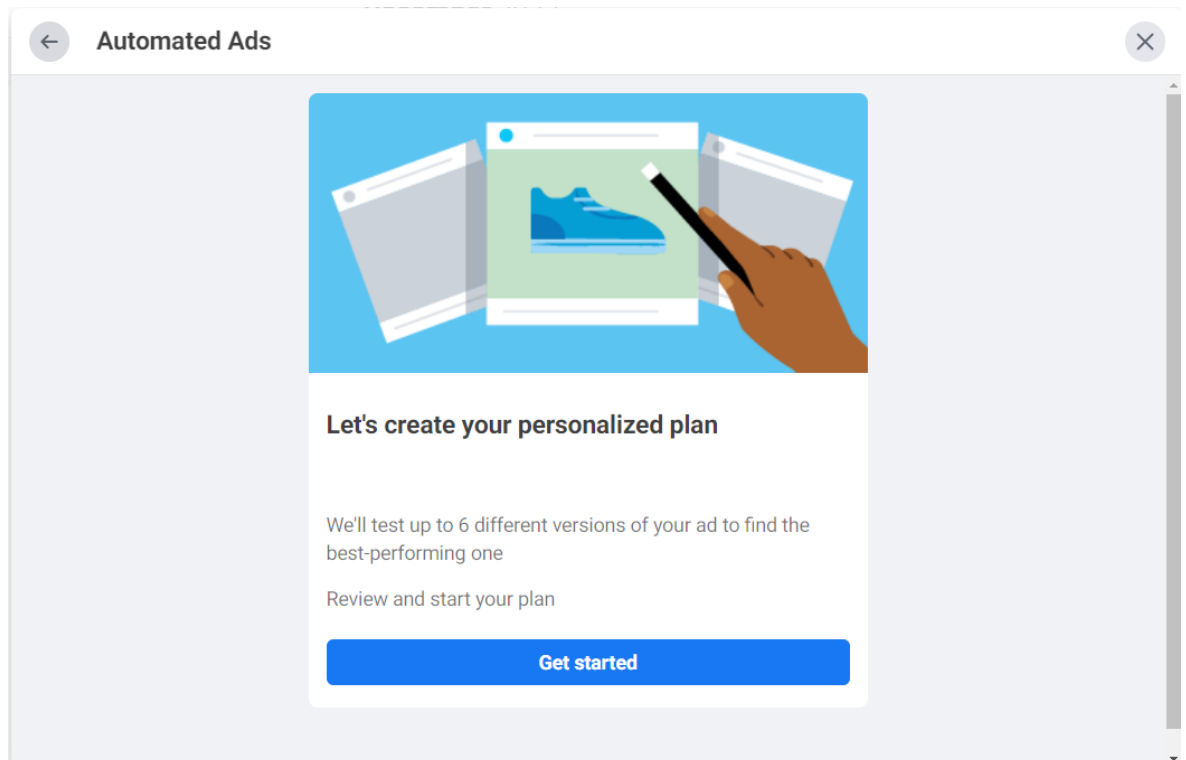 Automated Ads
Let's create your personalized plan
We'll test up to 6 different versions of your ad to find the
best-performing one
Review and start your plan
Get started